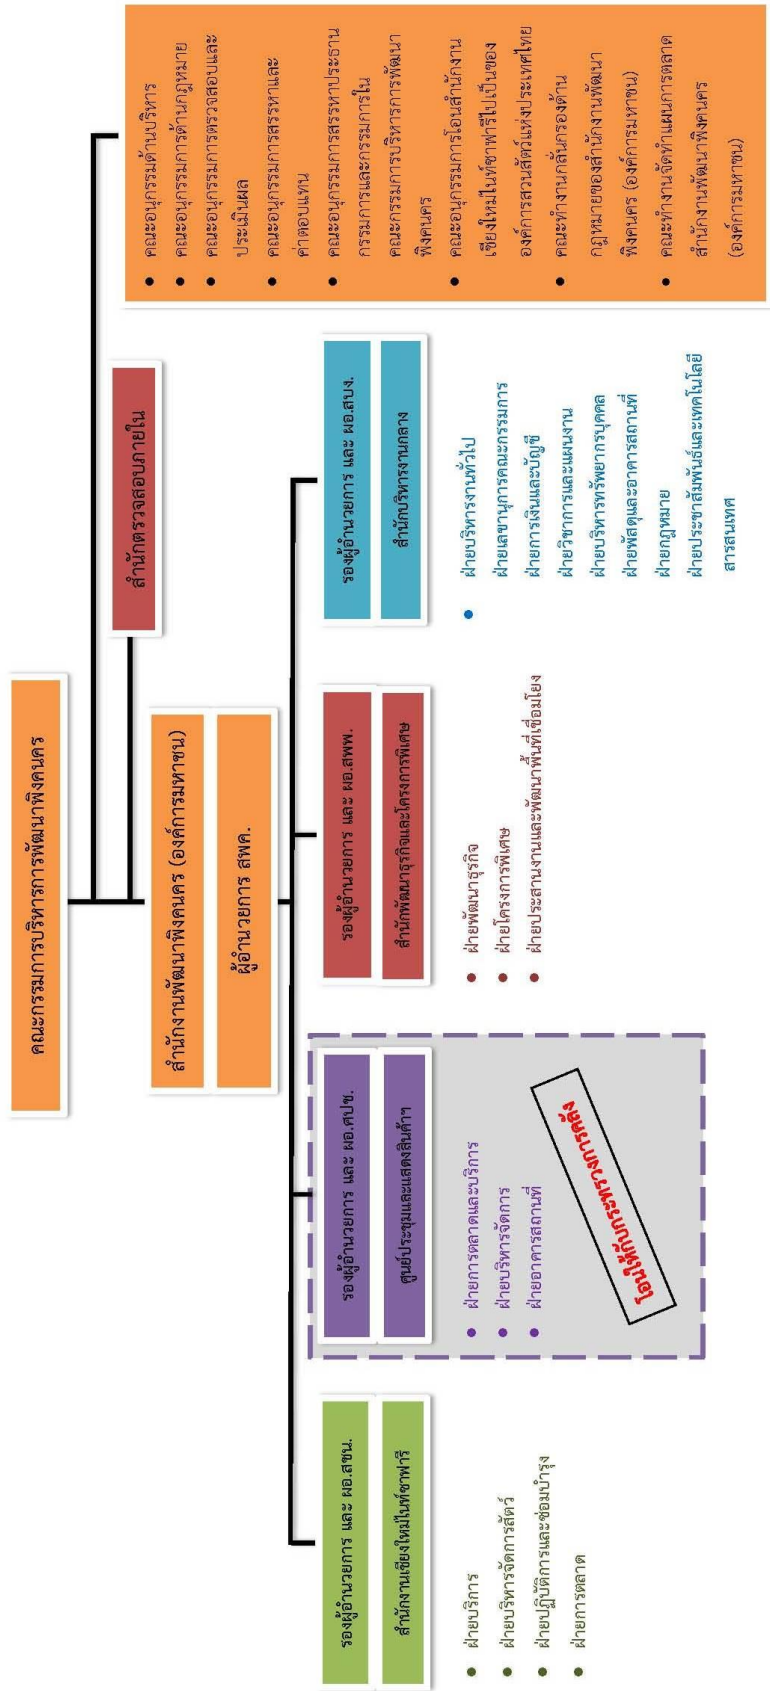 คณะกรรมการบริหารการพัฒนาพิงคนคร
สำนักตรวจสอบภายใน
สำนักงานพัฒนาพิงคนคร (องค์การมหาชน)
ผู้อำนวยการ สพค.
รองผู้อำนวยการ และ ผอ.สชน.
สำนักงานเชียงใหม่ไนท์ซาฟารี
● ฝ่ายบริการ
● ฝ่ายบริหารจัดการสัตว์
● ฝ่ายปฏิบัติการและซ่อมบำรุง
● ฝ่ายการตลาด
รองผู้อำนวยการ และ ผอ.ศปช.
ศูนย์ประชุมและแสดงสินค้าฯ
● ฝ่ายการตลาดและบริการ
● ฝ่ายบริหารจัดการ
● ฝ่ายอาคารสถานที่
โอนให้กับกระทรวงการคลัง
รองผู้อำนวยการ และ ผอ.สพพ.
สำนักพัฒนาธุรกิจและโครงการพิเศษ
● ฝ่ายพัฒนาธุรกิจ
● ฝ่ายโครงการพิเศษ
● ฝ่ายประสานงานและพัฒนาพื้นที่เชื่อมโยง
รองผู้อำนวยการ และ ผอ.สบง.
สำนักบริหารงานกลาง
● ฝ่ายบริหารงานทั่วไป
ฝ่ายเลขานุการคณะกรรมการ
ฝ่ายการเงินและบัญชี
ฝ่ายวิชาการและแผนงาน
ฝ่ายบริหารทรัพยากรบุคคล
ฝ่ายพัสดุและอาคารสถานที่
ฝ่ายกฎหมาย
ฝ่ายประชาสัมพันธ์และเทคโนโลยี
สารสนเทศ
● คณะอนุกรรมด้านบริหาร
● คณะอนุกรรมการด้านกฎหมาย
● คณะอนุกรรมการตรวจสอบและ
ประเมินผล
● คณะอนุกรรมการสรรหาและ
ค่าตอบแทน
● คณะอนุกรรมการสรรหาประธาน
กรรมการและกรรมการใน
คณะกรรมการบริหารการพัฒนา
พิงคนคร
● คณะอนุกรรมการโอนสำนักงาน
เชียงใหม่ไนท์ซาฟารีไปเป็นของ
องค์การสวนสัตว์แห่งประเทศไทย
● คณะทำงานกลั่นกรองด้าน
กฎหมายของสำนักงานพัฒนา
พิงคนคร (องค์การมหาชน)
● คณะทำงานจัดทำแผนการตลาด
สำนักงานพัฒนาพิงคนคร
(องค์การมหาชน)